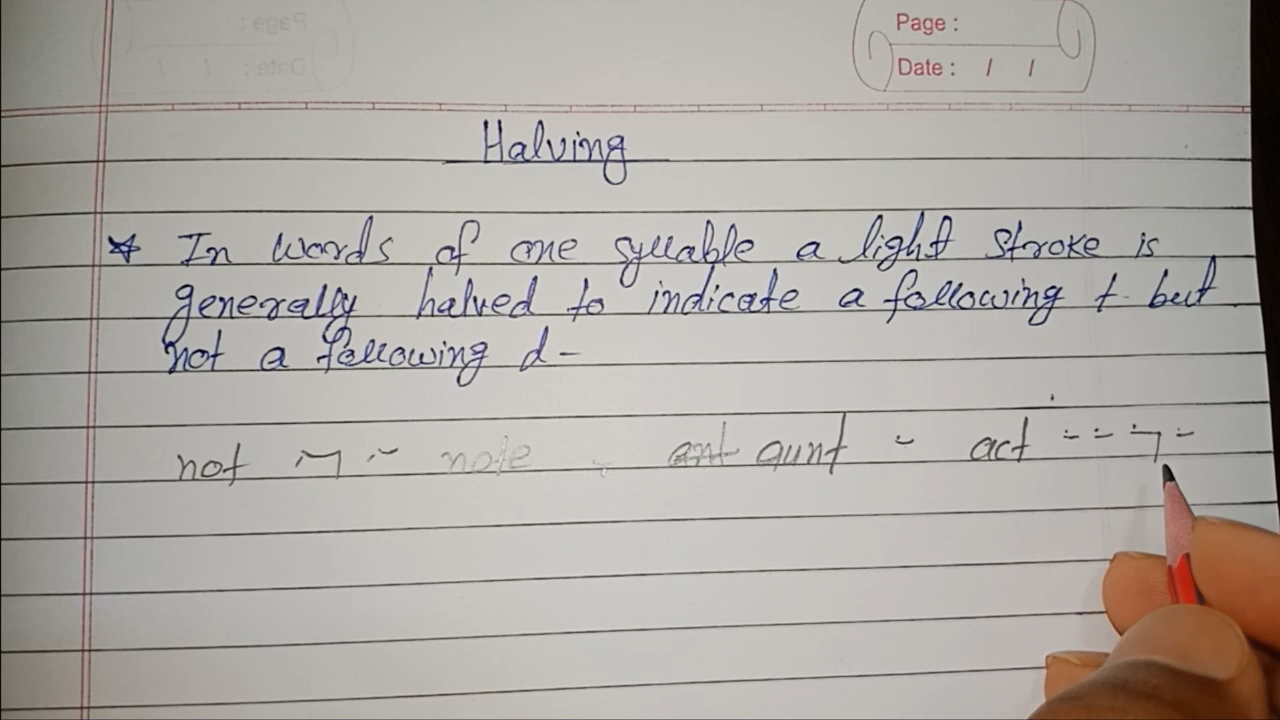 Page :
Date : / /
Halving
* In words of one syllable a light stroke is
generally halved to indicate a following t but
not a following d -
not note ant aunt act